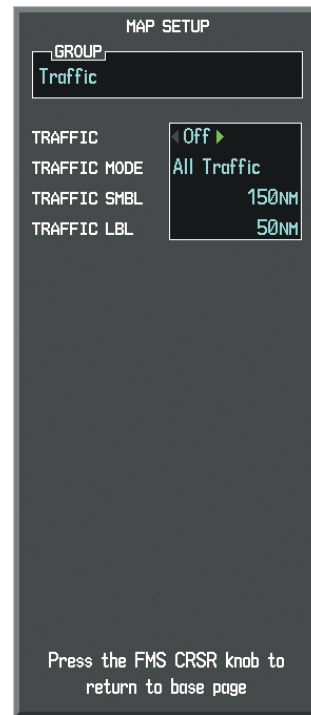 MAP SETUP
GROUP
Traffic
TRAFFIC Off
TRAFFIC MODE All Traffic
TRAFFIC SMBL 150NM
TRAFFIC LBL 50NM
Press the FMS CRSR knob to
return to base page